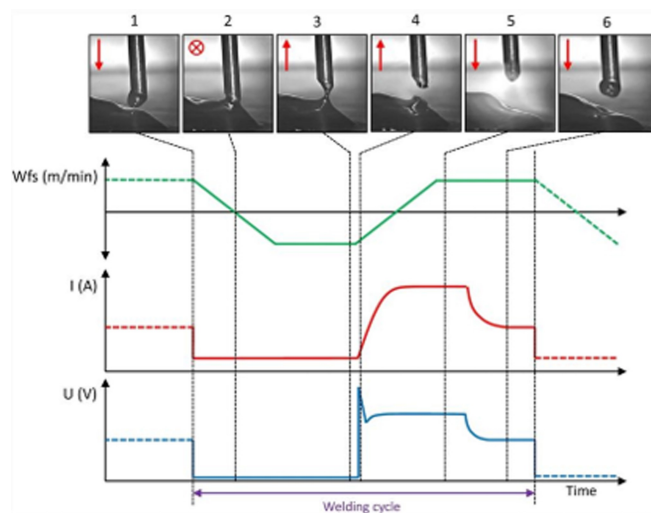 1 2 3 4 5 6
Wfs (m/min)
I (A)
U (V)
Time
Welding cycle